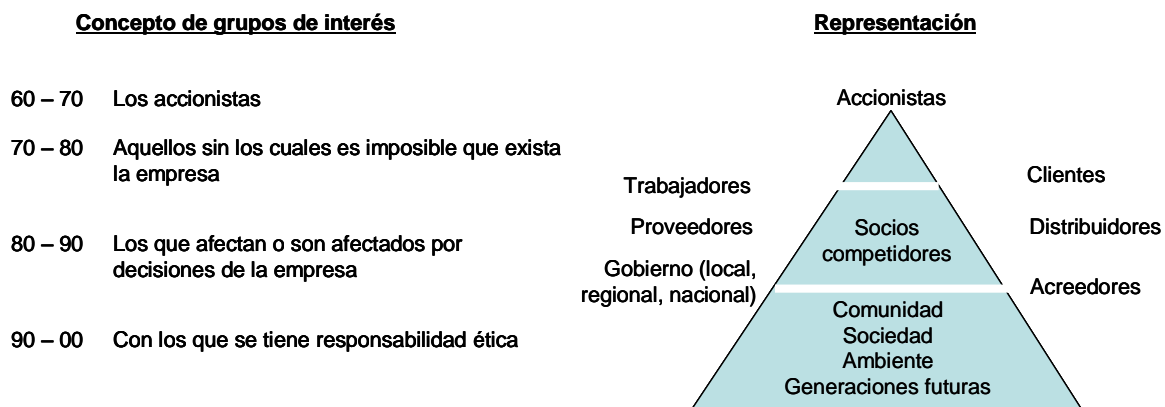 Concepto de grupos de interés
60 – 70 Los accionistas
70 – 80 Aquellos sin los cuales es imposible que exista
la empresa
80 – 90 Los que afectan o son afectados por
decisiones de la empresa
90 – 00 Con los que se tiene responsabilidad ética
Representación
Accionistas
Trabajadores
Clientes
Proveedores
Socios
competidores
Distribuidores
Gobierno (local,
regional, nacional)
Acreedores
Comunidad
Sociedad
Ambiente
Generaciones futuras